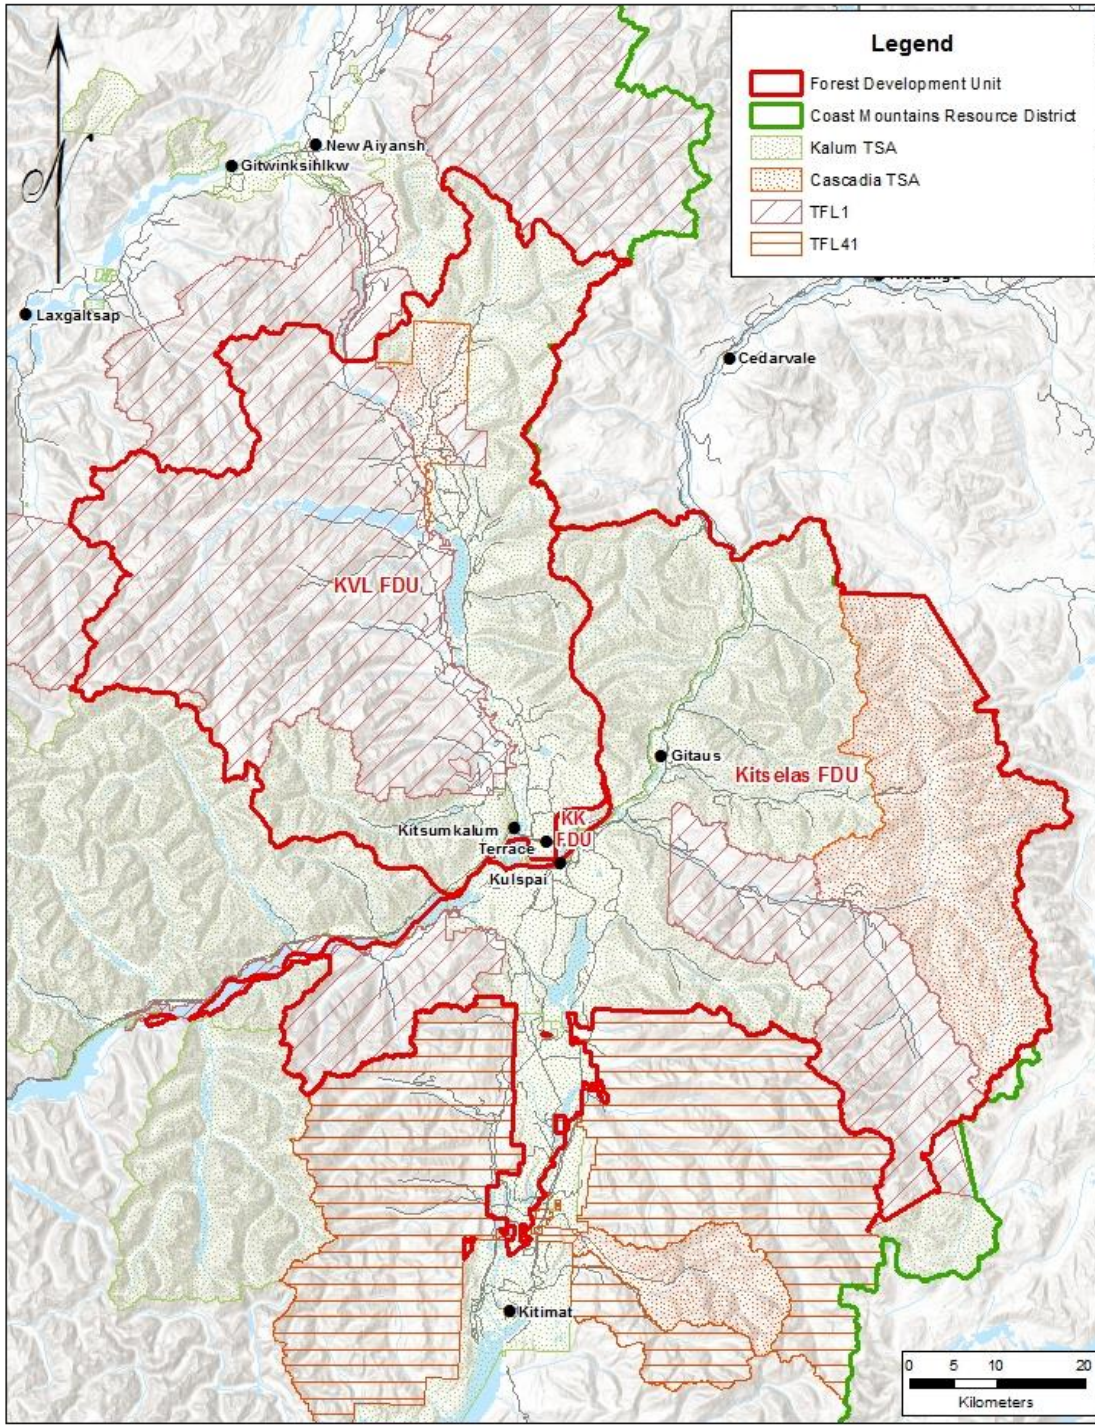 Legend
Forest Development Unit
Coast Mountains Resource District
Kalum TSA
Cascadia TSA
TFL1
TFL41
New Aiyansh
Gitwinksihlkw
Laxgaltsap
Cedarvale
KVL FDU
Gitaus
Kitselas FDU
KK
FDU
Kitsumkalum
Terrace
Kulspai
Kitimat
0 5 10 20
Kilometers